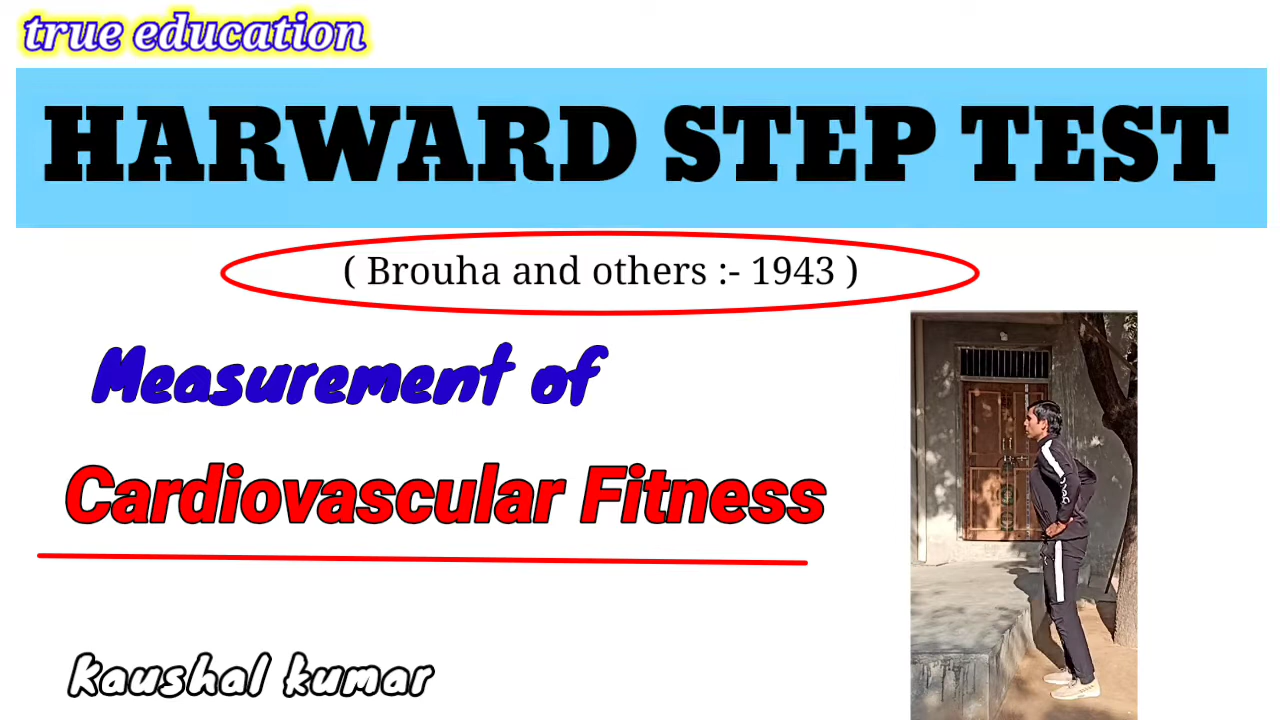 true education
HARWARD STEP TEST
( Brouha and others :- 1943 )
Measurement of
Cardiovascular Fitness
Kaushal kumar